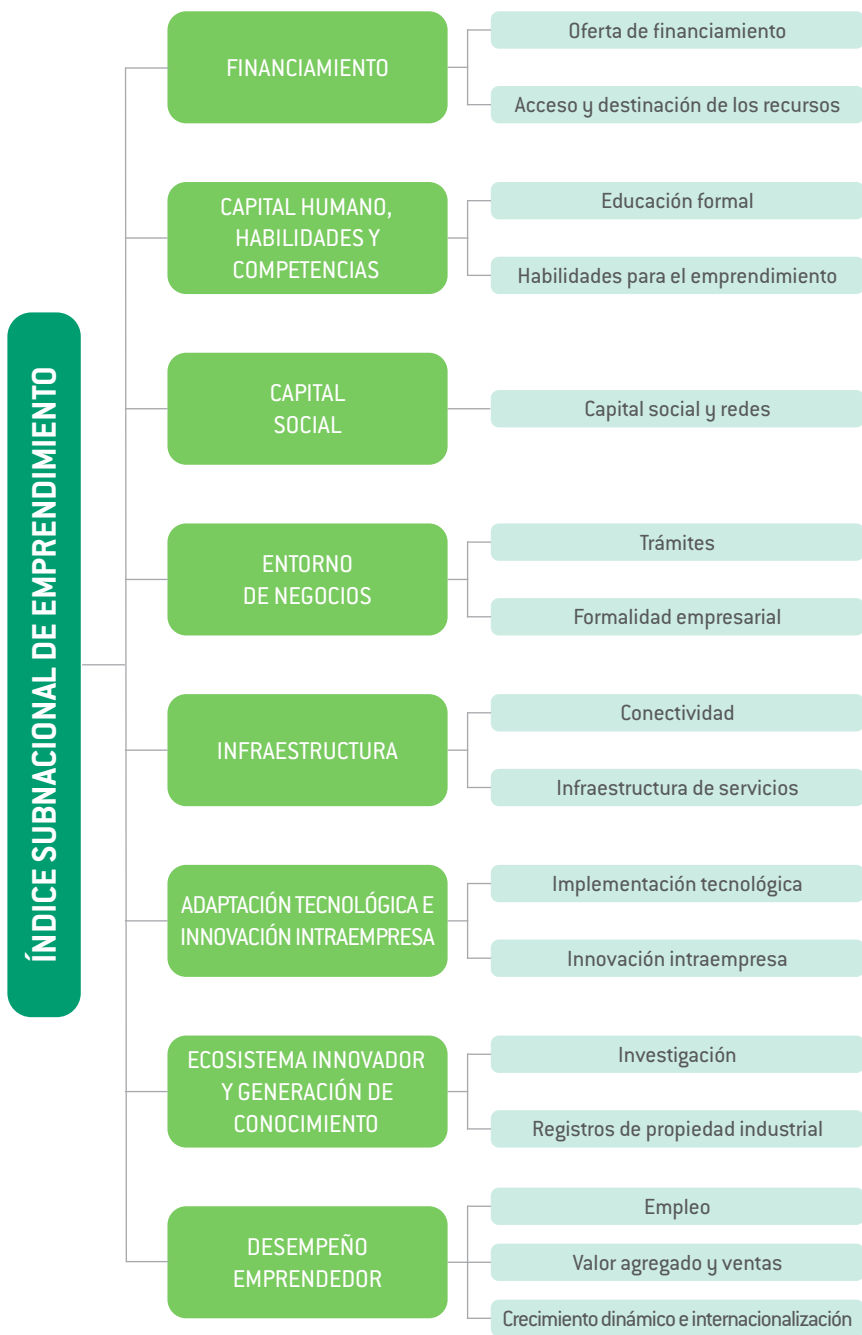 ÍNDICE SUBNACIONAL DE EMPRENDIMIENTO
FINANCIAMIENTO
Oferta de financiamiento
Acceso y destinación de los recursos
CAPITAL HUMANO,
HABILIDADES Y
COMPETENCIAS
Educación formal
Habilidades para el emprendimiento
CAPITAL
SOCIAL
Capital social y redes
ENTORNO
DE NEGOCIOS
Trámites
Formalidad empresarial
INFRAESTRUCTURA
Conectividad
Infraestructura de servicios
ADAPTACIÓN TECNOLÓGICA E
INNOVACIÓN INTRAEMPRESA
Implementación tecnológica
Innovación intraempresa
ECOSISTEMA INNOVADOR
Y GENERACIÓN DE
CONOCIMIENTO
Investigación
Registros de propiedad industrial
DESEMPEÑO
EMPRENDEDOR
Empleo
Valor agregado y ventas
Crecimiento dinámico e internacionalización